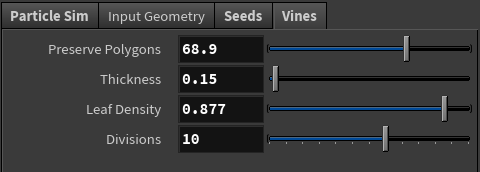 Particle Sim Input Geometry Seeds Vines
Preserve Polygons 68.9
Thickness 0.15
Leaf Density 0.877
Divisions 10